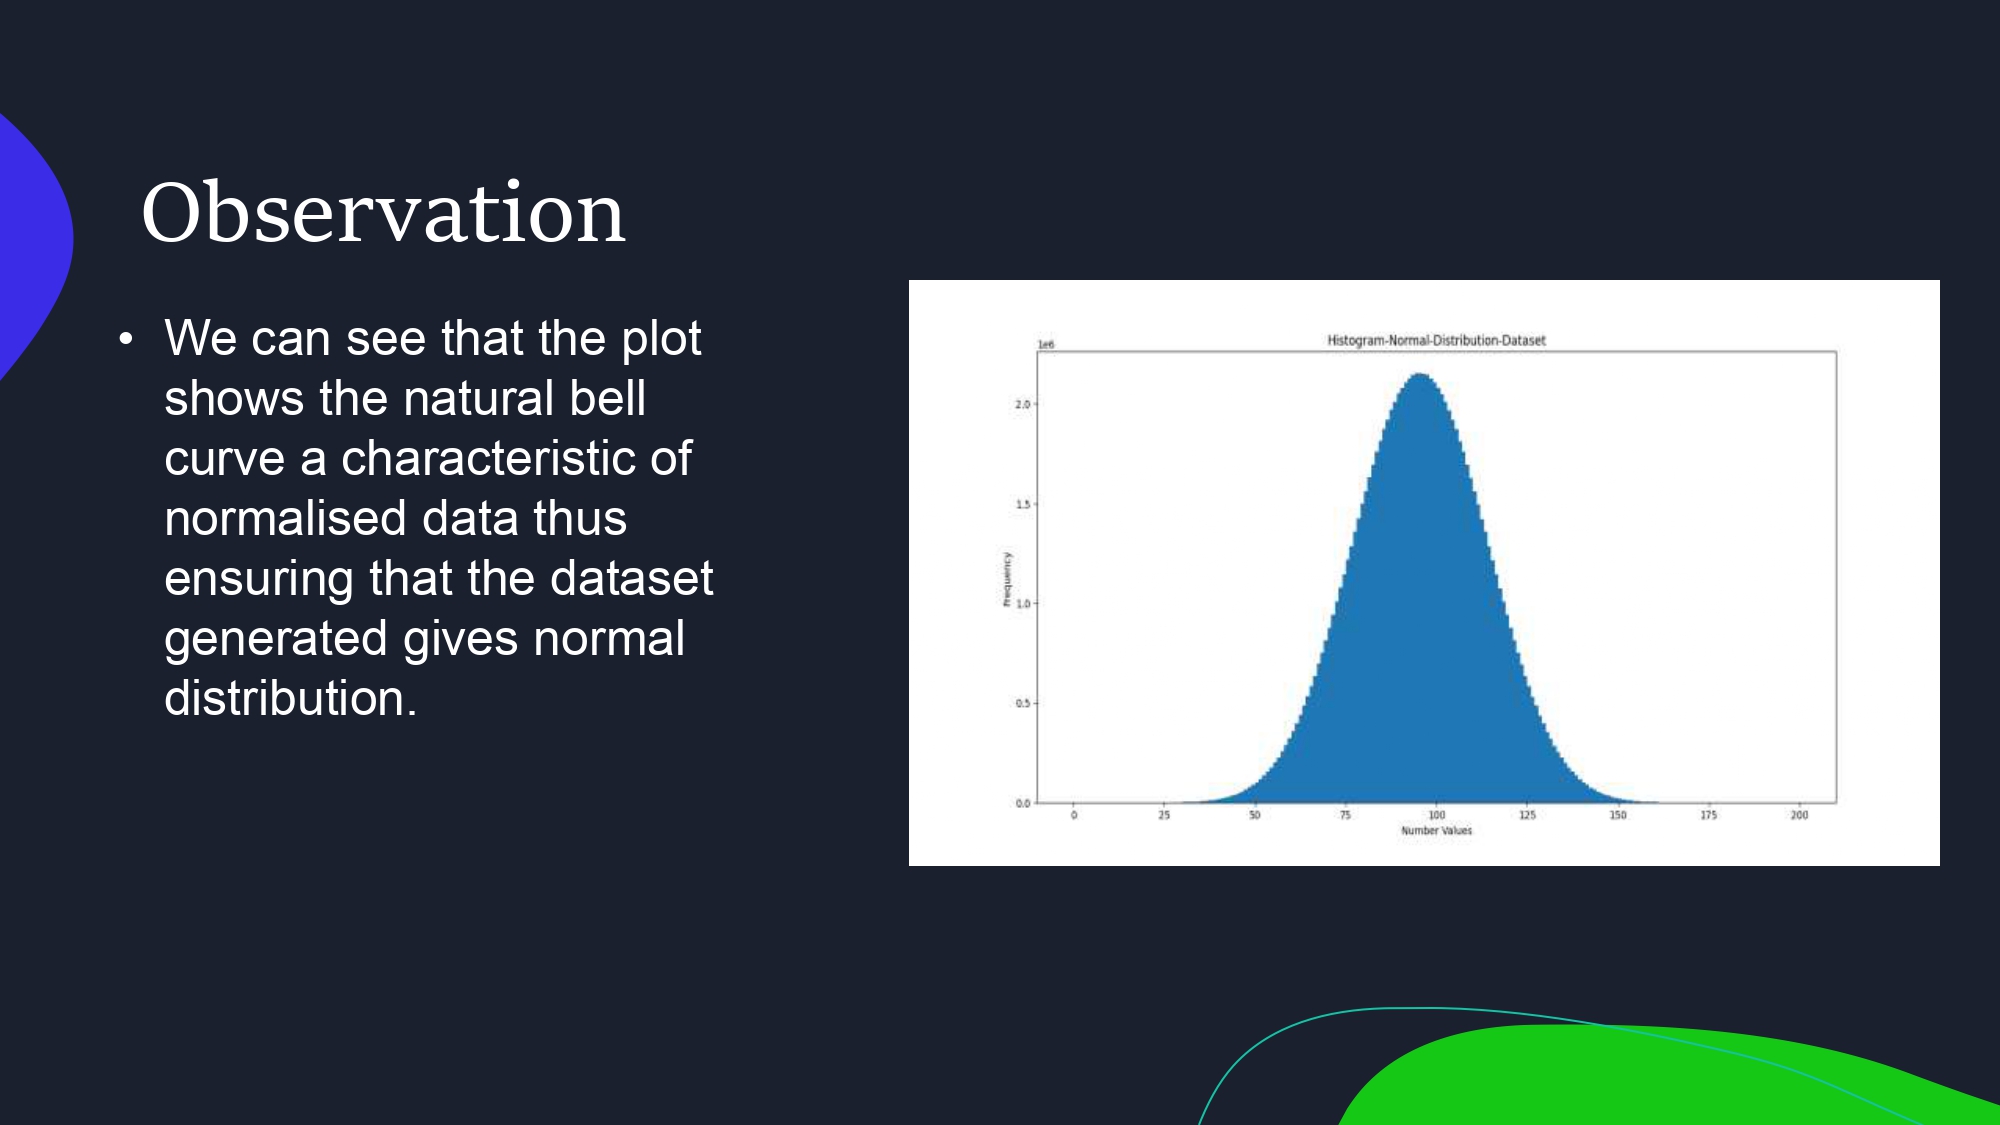 Observation
• We can see that the plot
shows the natural bell
curve a characteristic of
normalised data thus
ensuring that the dataset
generated gives normal
distribution.
Histogram-Normal-Distribution-Dataset
1e6
2.0
1.5
1.0
0.5
0.0
Frequency
0 25 50 75 100 125 150 175 200
Number Values